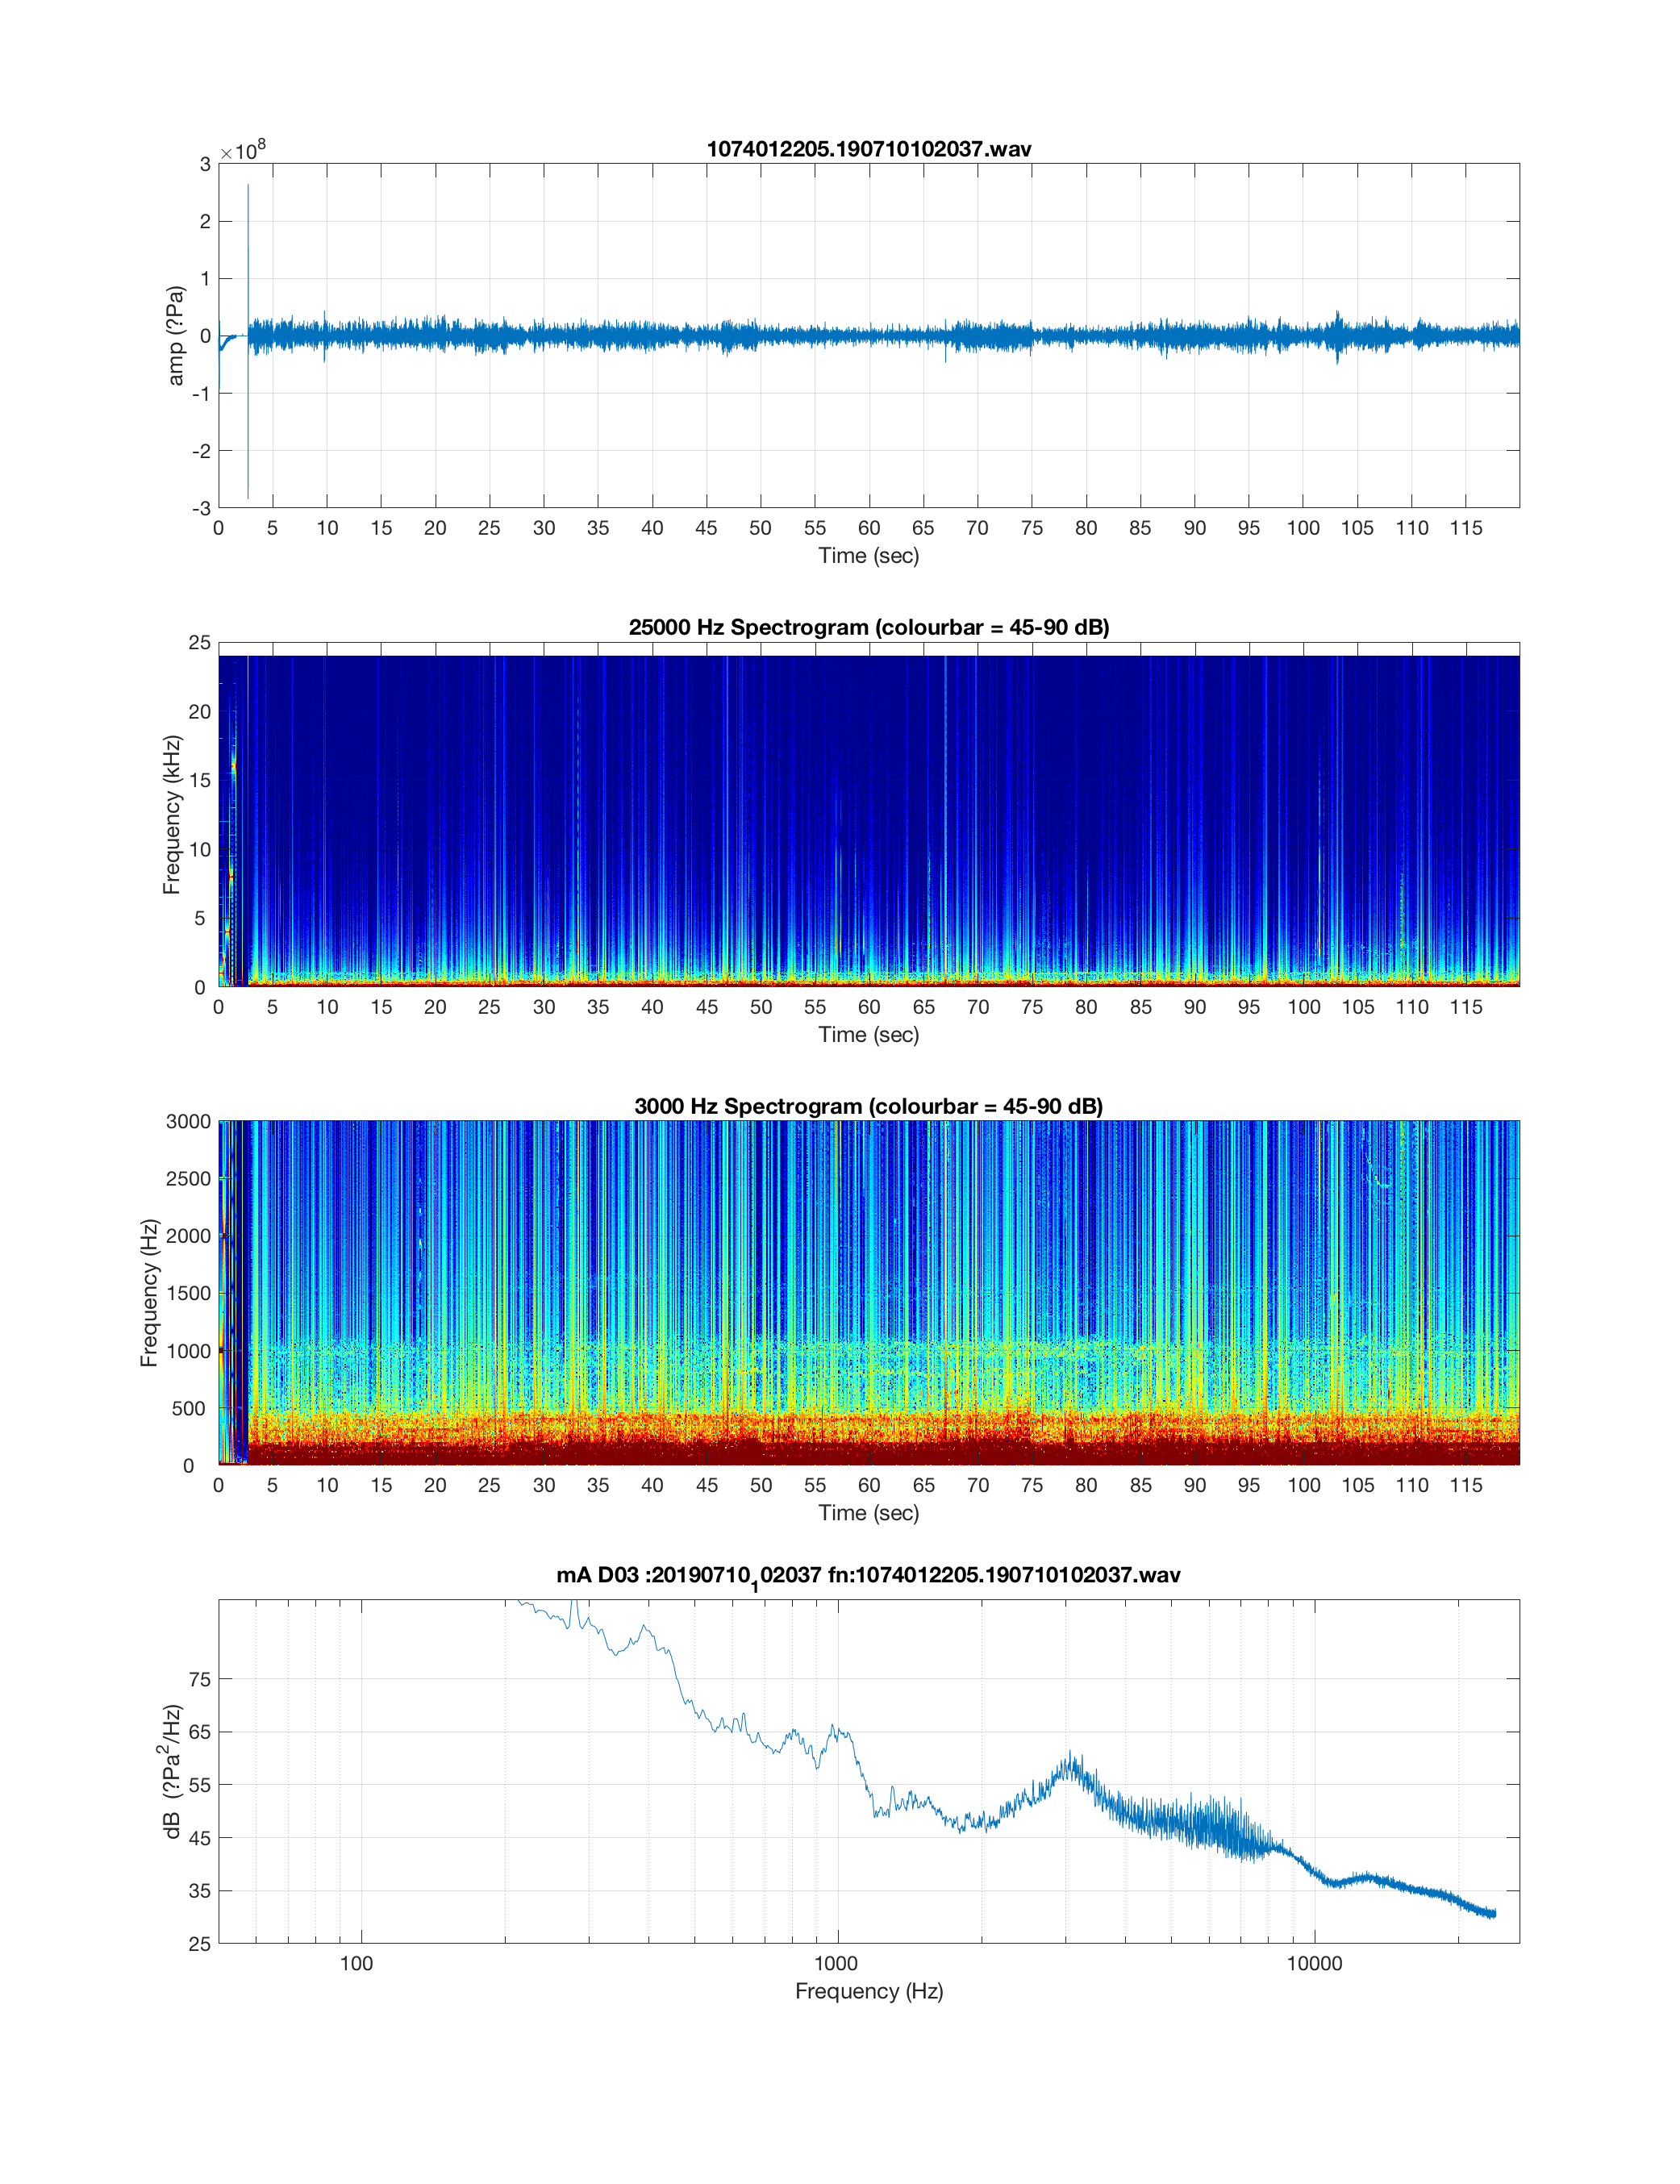 1074012205.190710102037.wav
×10^8
3
2
1
0
-1
-2
-3
amp (?Pa)
0 5 10 15 20 25 30 35 40 45 50 55 60 65 70 75 80 85 90 95 100 105 110 115
Time (sec)
25000 Hz Spectrogram (colourbar = 45-90 dB)
25
20
15
10
5
0
Frequency (kHz)
0 5 10 15 20 25 30 35 40 45 50 55 60 65 70 75 80 85 90 95 100 105 110 115
Time (sec)
3000 Hz Spectrogram (colourbar = 45-90 dB)
3000
2500
2000
1500
1000
500
0
Frequency (Hz)
0 5 10 15 20 25 30 35 40 45 50 55 60 65 70 75 80 85 90 95 100 105 110 115
Time (sec)
mA D03 :20190710_102037 fn:1074012205.190710102037.wav
75
65
55
45
35
25
dB (?Pa²/Hz)
100 1000 10000
Frequency (Hz)